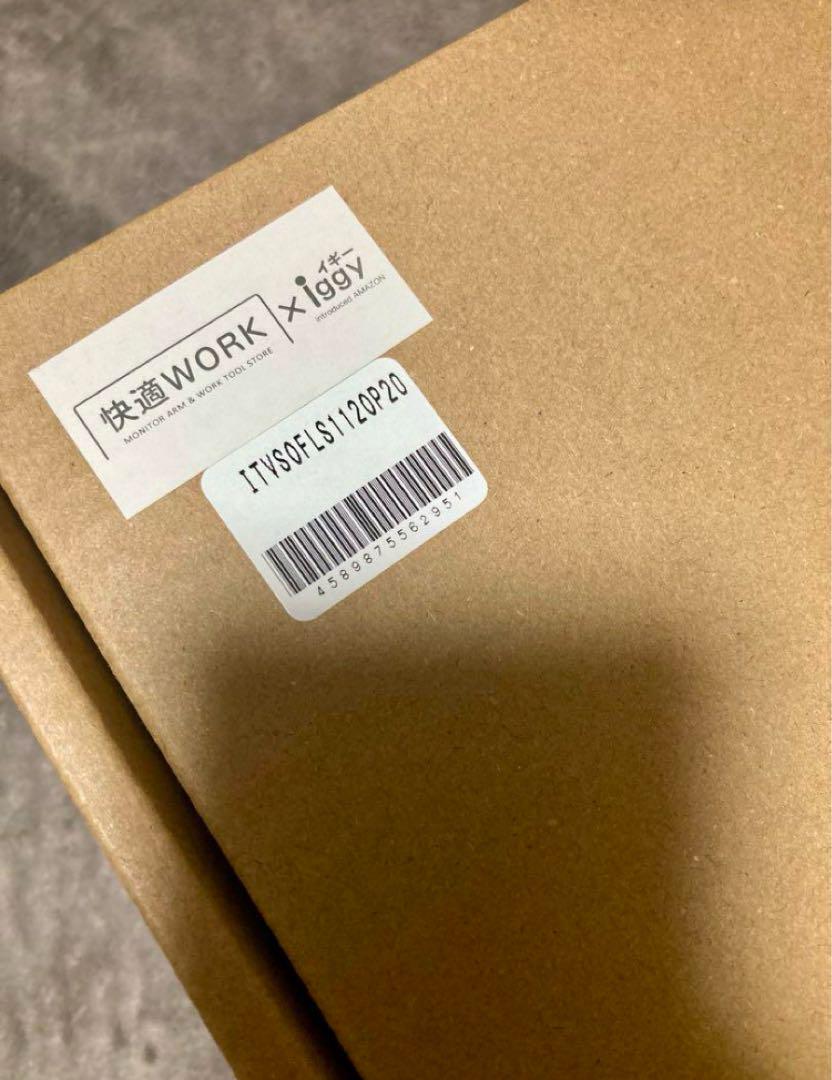 快適WORK
MONITOR ARM & WORK TOOL STORE
×
イギー
iggy
introduced AMAZON
ITVSOFLS1120P20
4589875562951